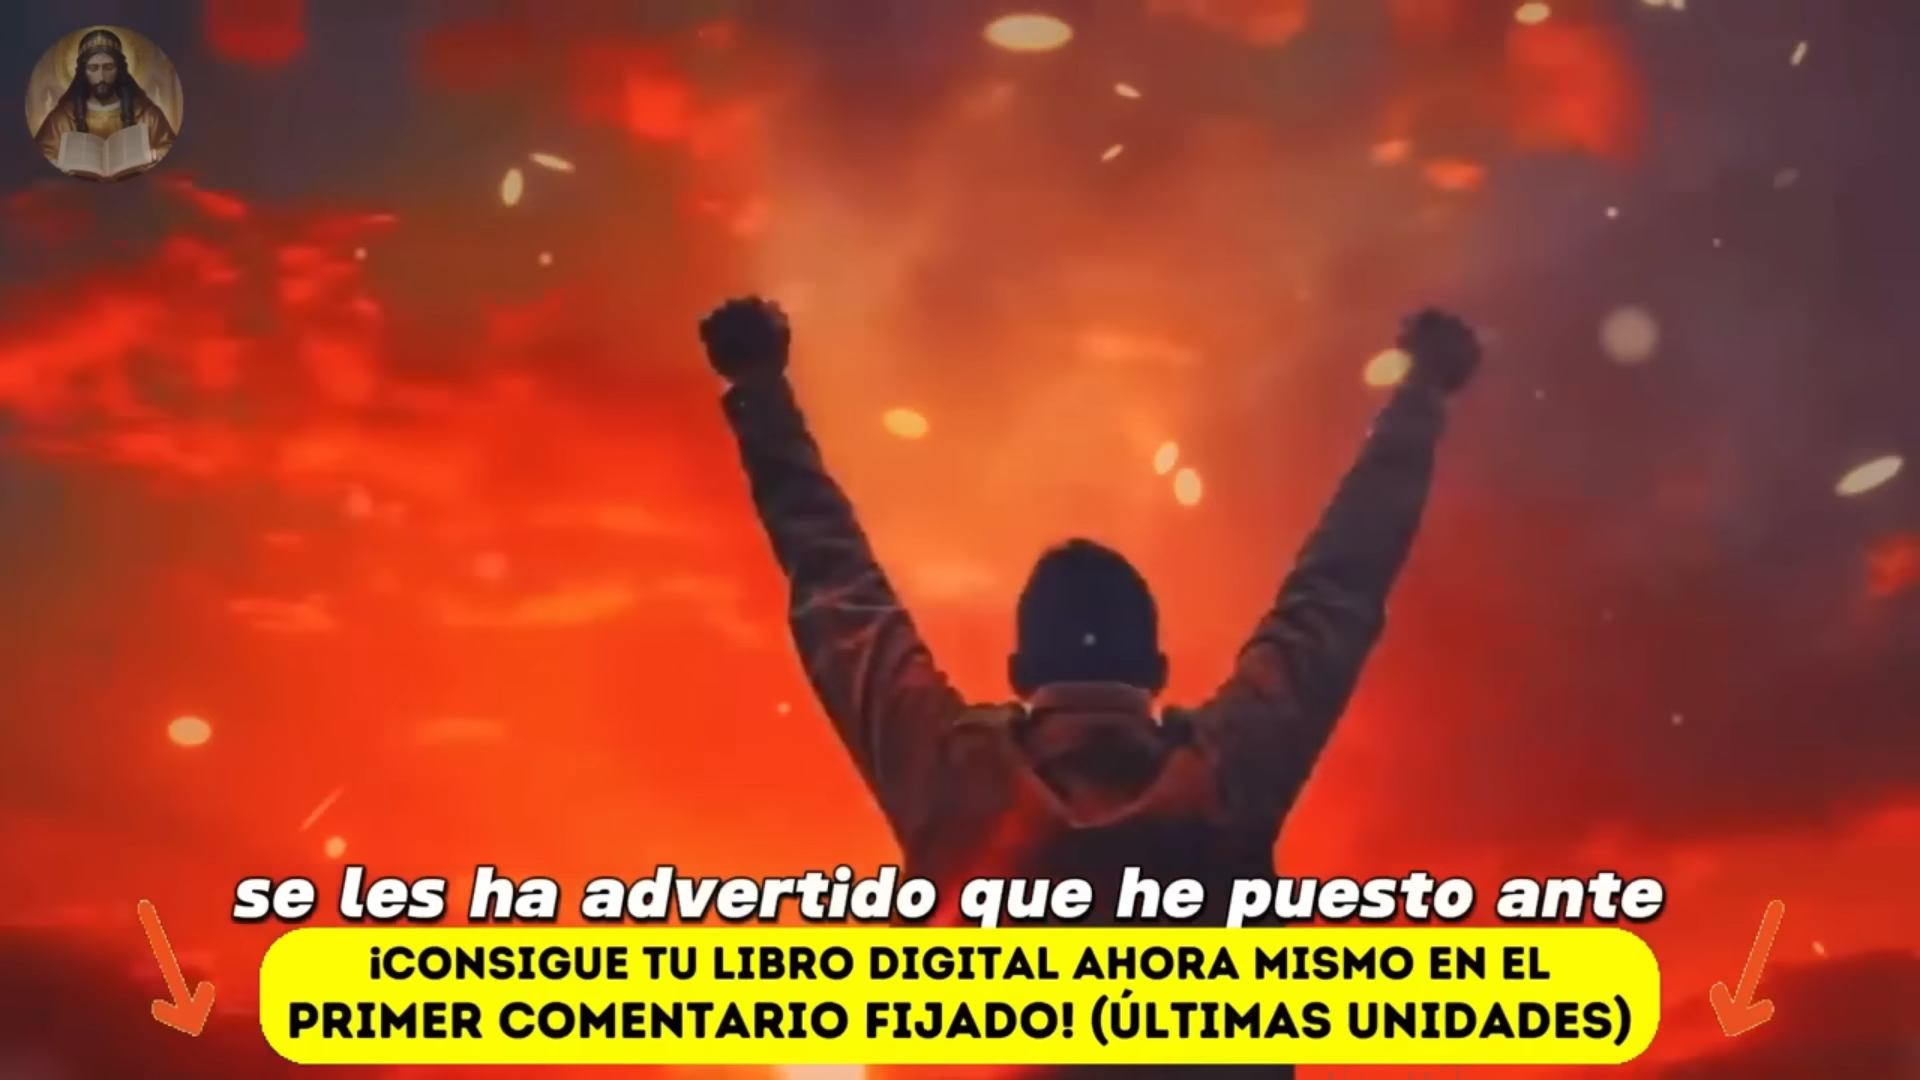 se les ha advertido que he puesto ante
¡CONSIGUE TU LIBRO DIGITAL AHORA MISMO EN EL
PRIMER COMENTARIO FIJADO! (ÚLTIMAS UNIDADES)